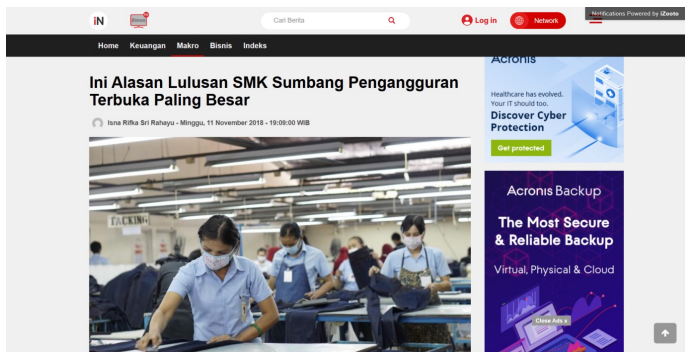 Notifications Powered by iZooto
iN
Cari Berita
Log in
Network
Home Keuangan Makro Bisnis Indeks
Ini Alasan Lulusan SMK Sumbang Pengangguran
Terbuka Paling Besar
Isna Rifka Sri Rahayu - Minggu, 11 November 2018 - 19:09:00 WIB
TACKING
Acronis
Healthcare has evolved.
Your IT should too.
Discover Cyber
Protection
Get protected
Acronis Backup
The Most Secure
& Reliable Backup
Virtual, Physical & Cloud
Close Ads x